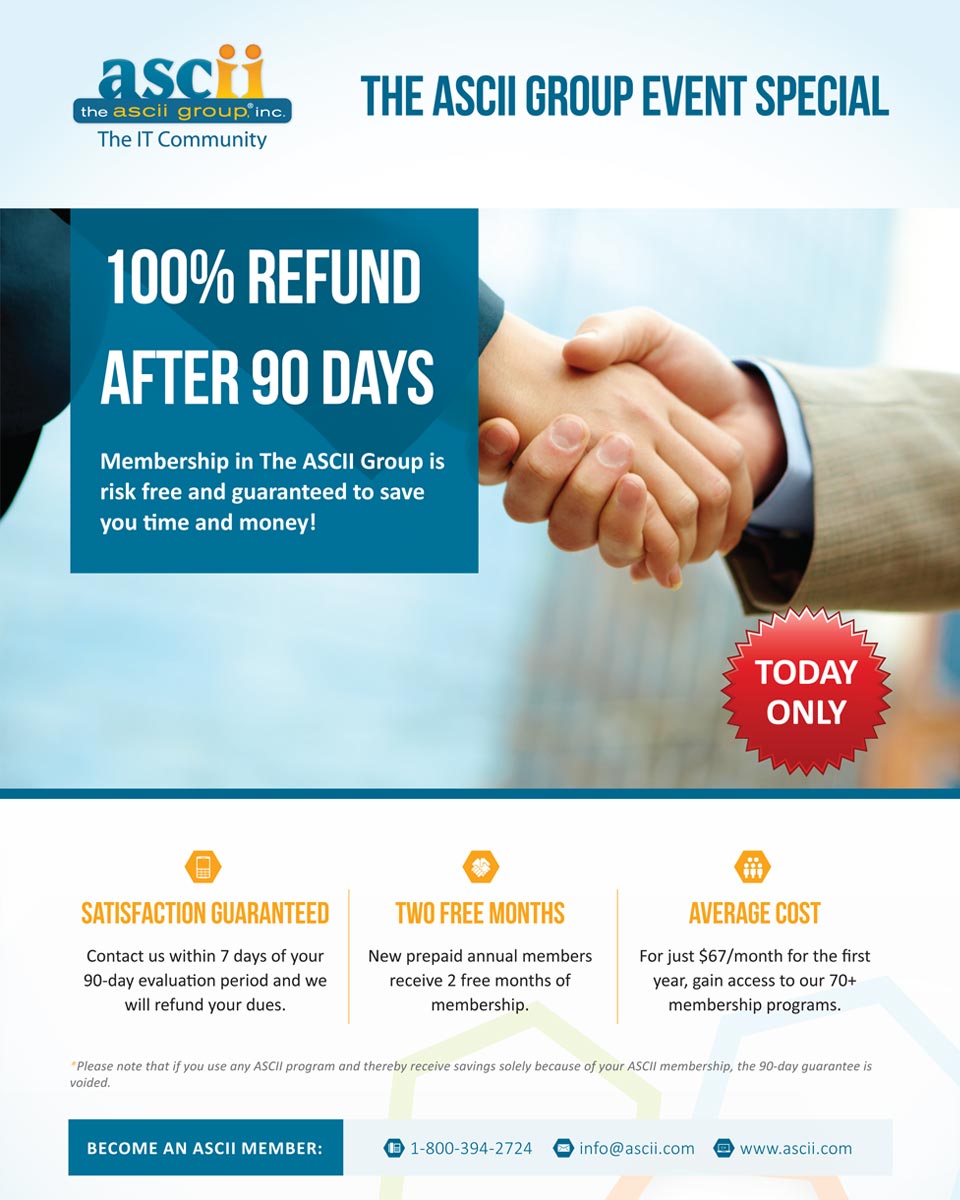 ascii
the ascii group,® inc.
The IT Community
THE ASCII GROUP EVENT SPECIAL
100% REFUND
AFTER 90 DAYS
Membership in The ASCII Group is
risk free and guaranteed to save
you time and money!
TODAY
ONLY
SATISFACTION GUARANTEED
Contact us within 7 days of your
90-day evaluation period and we
will refund your dues.
TWO FREE MONTHS
New prepaid annual members
receive 2 free months of
membership.
AVERAGE COST
For just $67/month for the first
year, gain access to our 70+
membership programs.
*Please note that if you use any ASCII program and thereby receive savings solely because of your ASCII membership, the 90-day guarantee is
voided.
BECOME AN ASCII MEMBER: 1-800-394-2724 info@ascii.com www.ascii.com